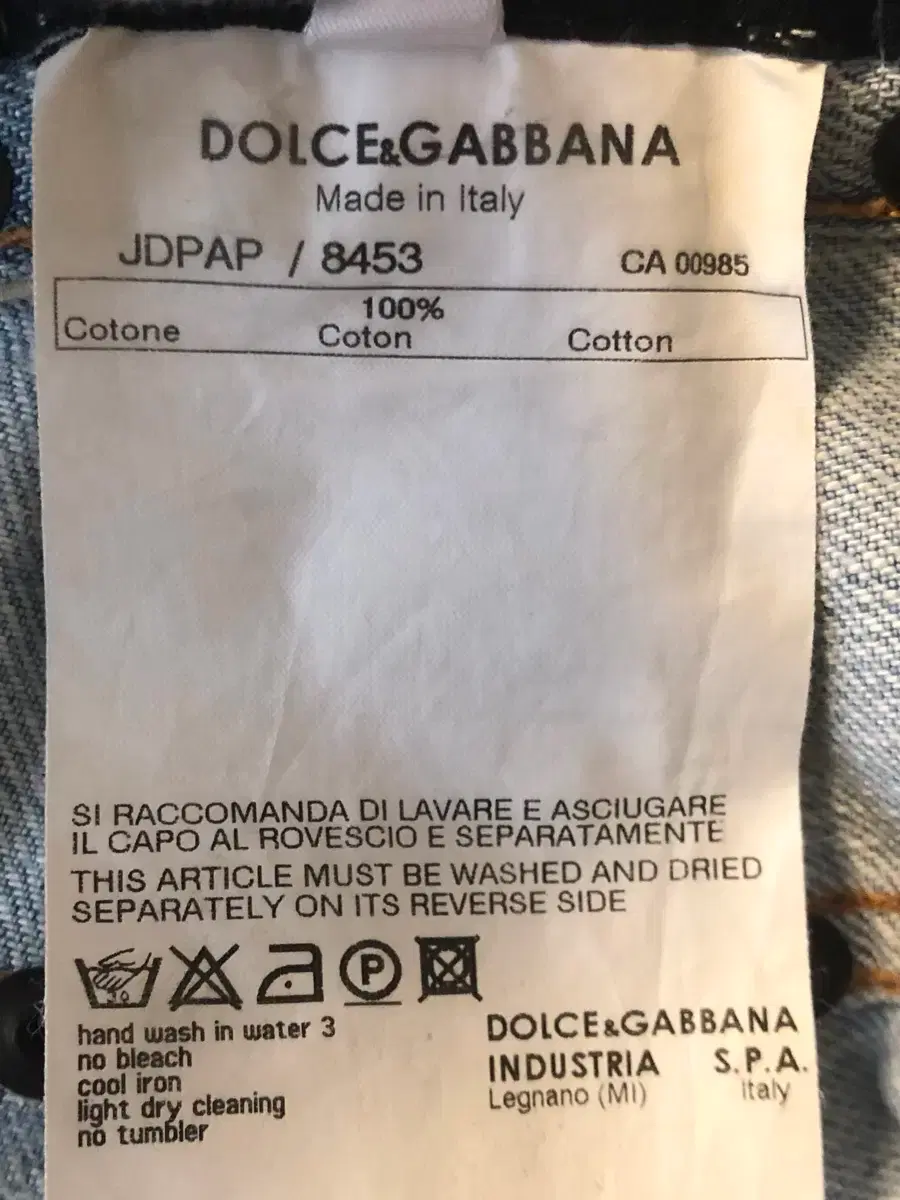 DOLCE&GABBANA
Made in Italy
JDPAP / 8453 CA 00985
100%
Cotone Coton Cotton
SI RACCOMANDA DI LAVARE E ASCIUGARE
IL CAPO AL ROVESCIO E SEPARATAMENTE
THIS ARTICLE MUST BE WASHED AND DRIED
SEPARATELY ON ITS REVERSE SIDE
30 P
hand wash in water 3
no bleach
cool iron
light dry cleaning
no tumbler
DOLCE&GABBANA
INDUSTRIA S.P.A.
Legnano (MI) Italy